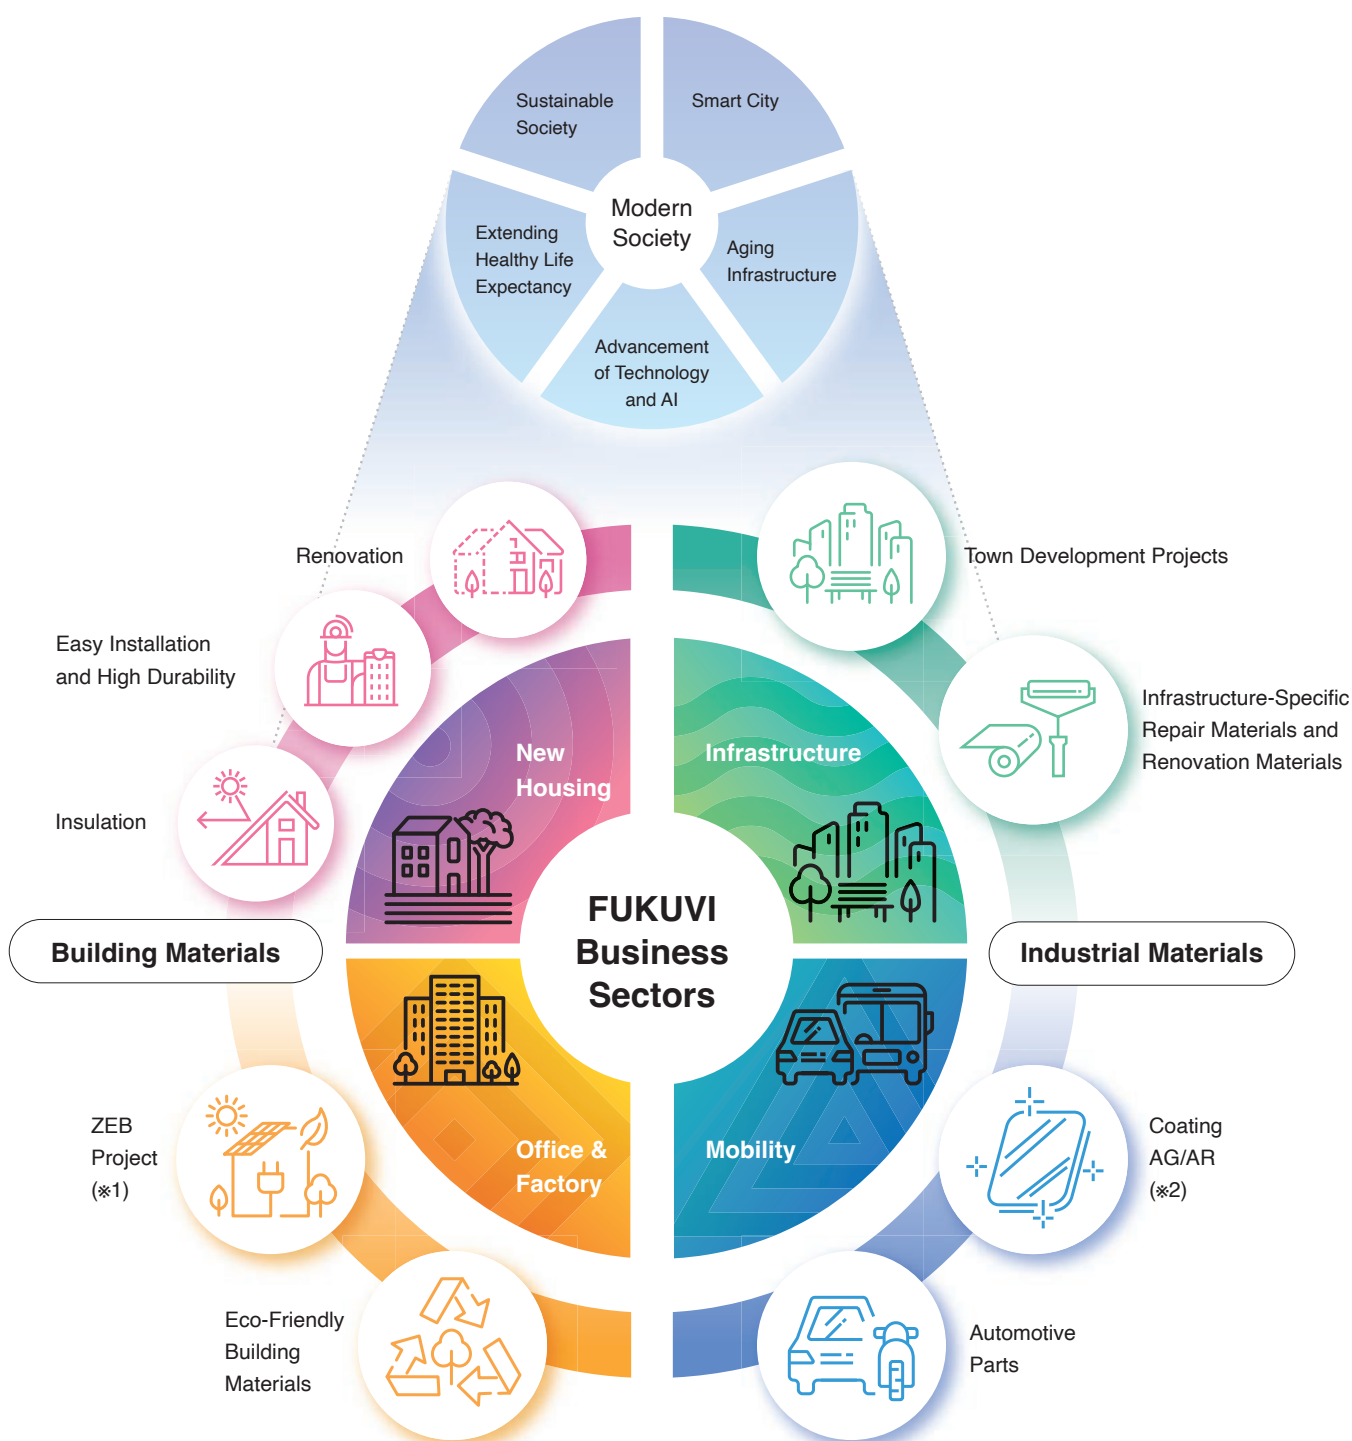 Sustainable
Society
Smart City
Modern
Society
Extending
Healthy Life
Expectancy
Aging
Infrastructure
Advancement
of Technology
and AI
Renovation
Town Development Projects
Easy Installation
and High Durability
Infrastructure-Specific
Repair Materials and
Renovation Materials
New
Housing
Infrastructure
Insulation
FUKUVI
Business
Sectors
Building Materials
Industrial Materials
ZEB
Project
(※1)
Office &
Factory
Mobility
Coating
AG/AR
(※2)
Eco-Friendly
Building
Materials
Automotive
Parts